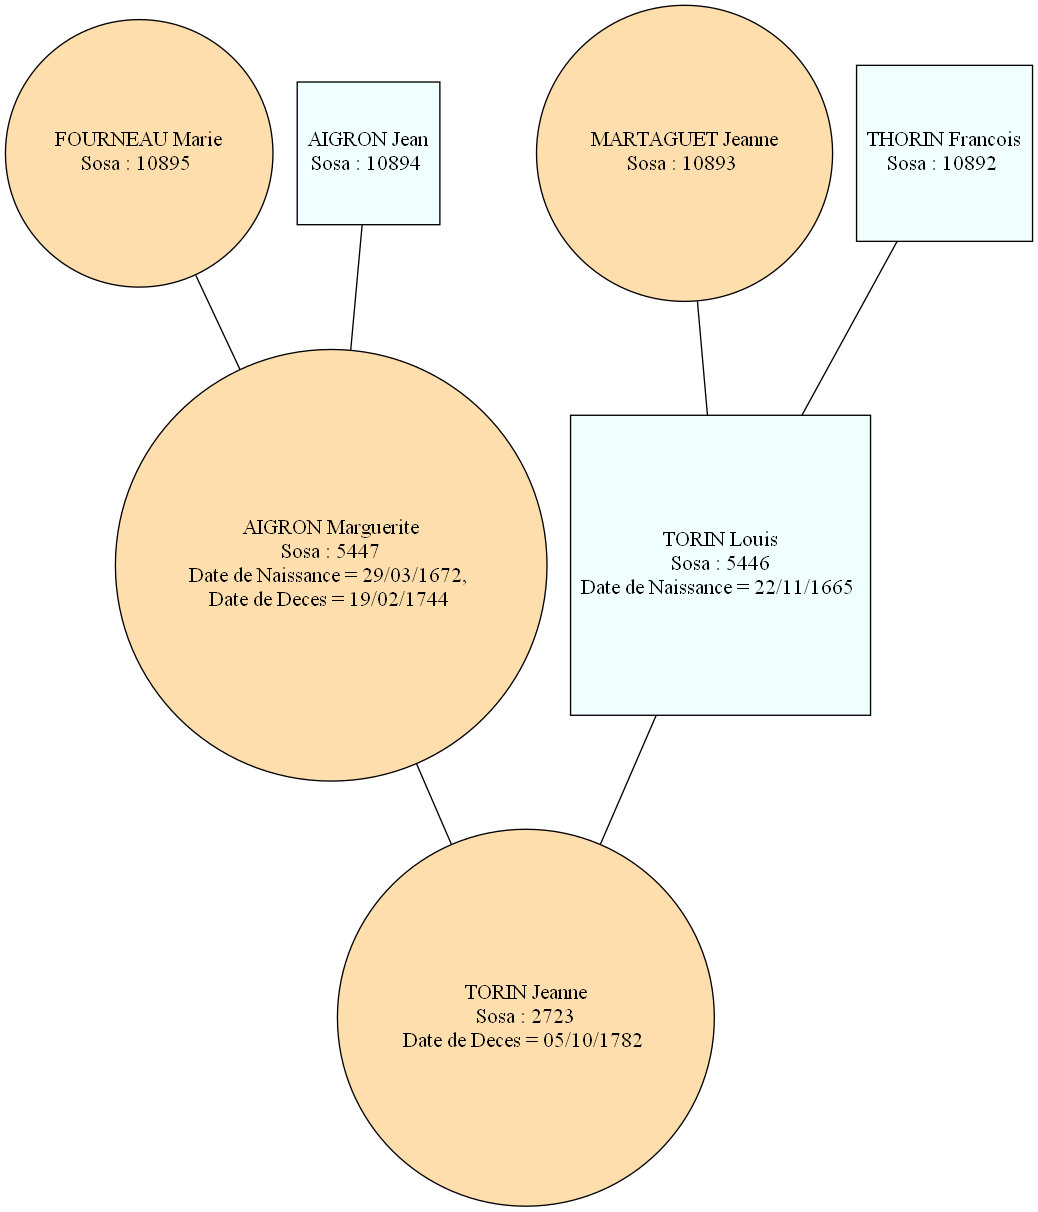 FOURNEAU Marie
Sosa : 10895
AIGRON Jean
Sosa : 10894
MARTAGUET Jeanne
Sosa : 10893
THORIN Francois
Sosa : 10892
AIGRON Marguerite
Sosa : 5447
Date de Naissance = 29/03/1672,
Date de Deces = 19/02/1744
TORIN Louis
Sosa : 5446
Date de Naissance = 22/11/1665
TORIN Jeanne
Sosa : 2723
Date de Deces = 05/10/1782